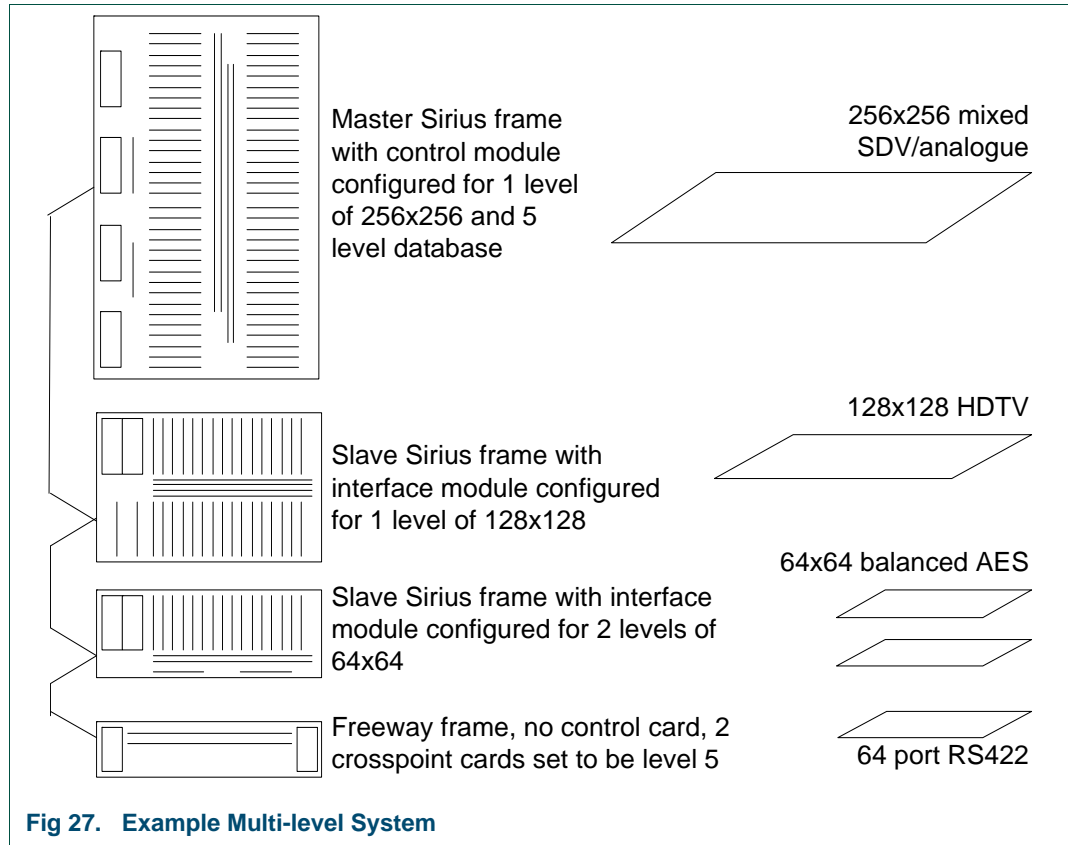 Master Sirius frame
with control module
configured for 1 level
of 256x256 and 5
level database
256x256 mixed
SDV/analogue
128x128 HDTV
Slave Sirius frame with
interface module configured
for 1 level of 128x128
64x64 balanced AES
Slave Sirius frame with interface
module configured for 2 levels of
64x64
Freeway frame, no control card, 2
crosspoint cards set to be level 5
64 port RS422
Fig 27. Example Multi-level System